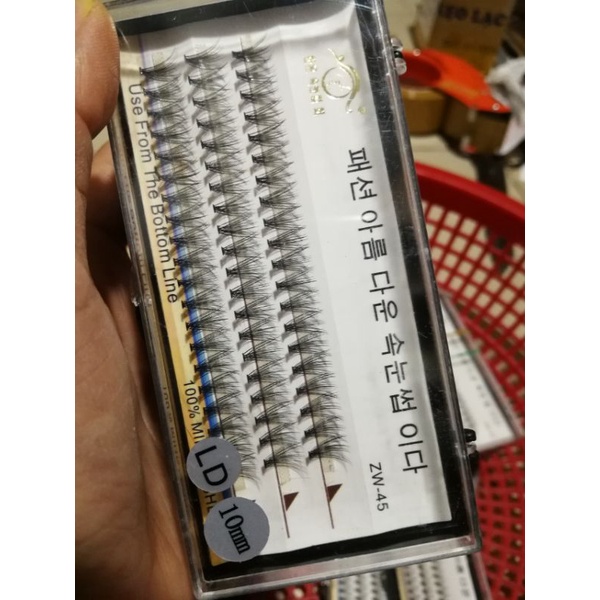 패션 아름 다운 속눈썹 이다
ZW-45
Use From The Bottom Line
100%
LD
10mm